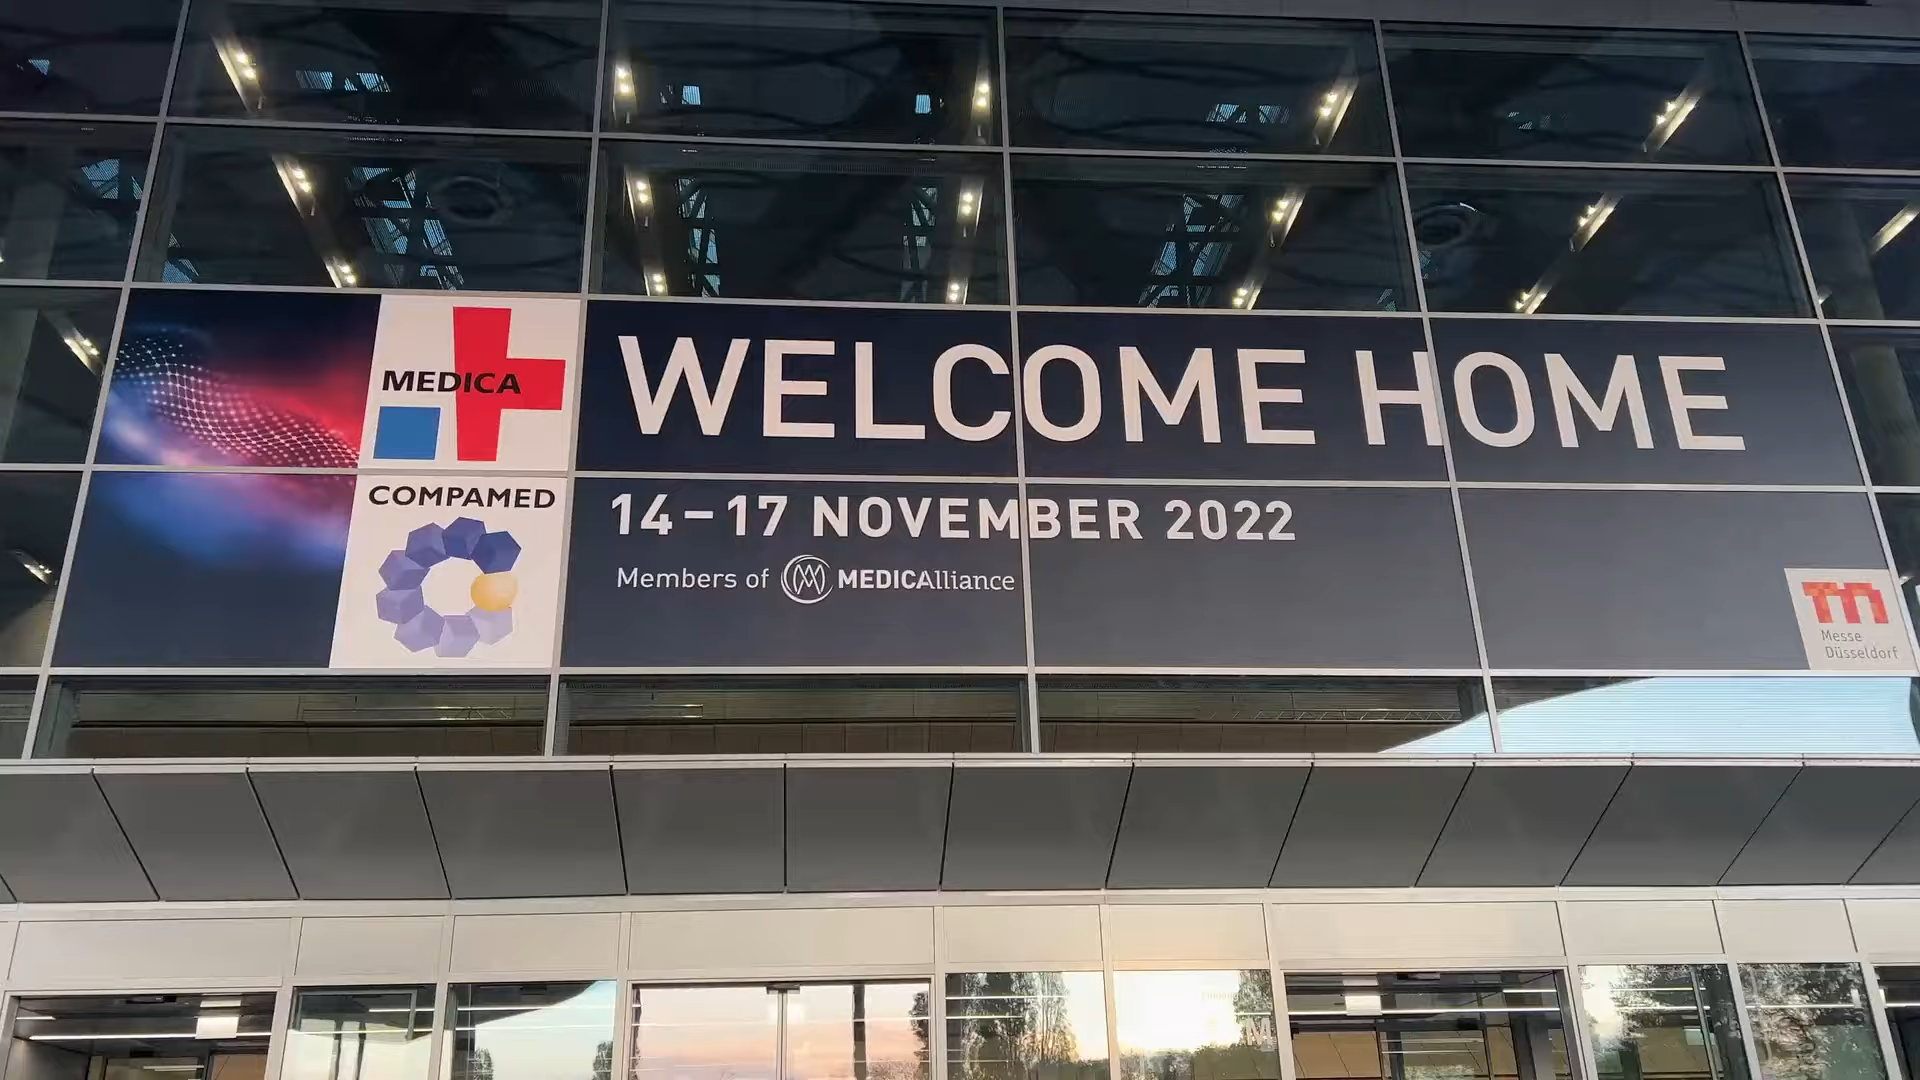 MEDICA
WELCOME HOME
COMPAMED
14–17 NOVEMBER 2022
Members of MEDICAlliance
Messe
Düsseldorf